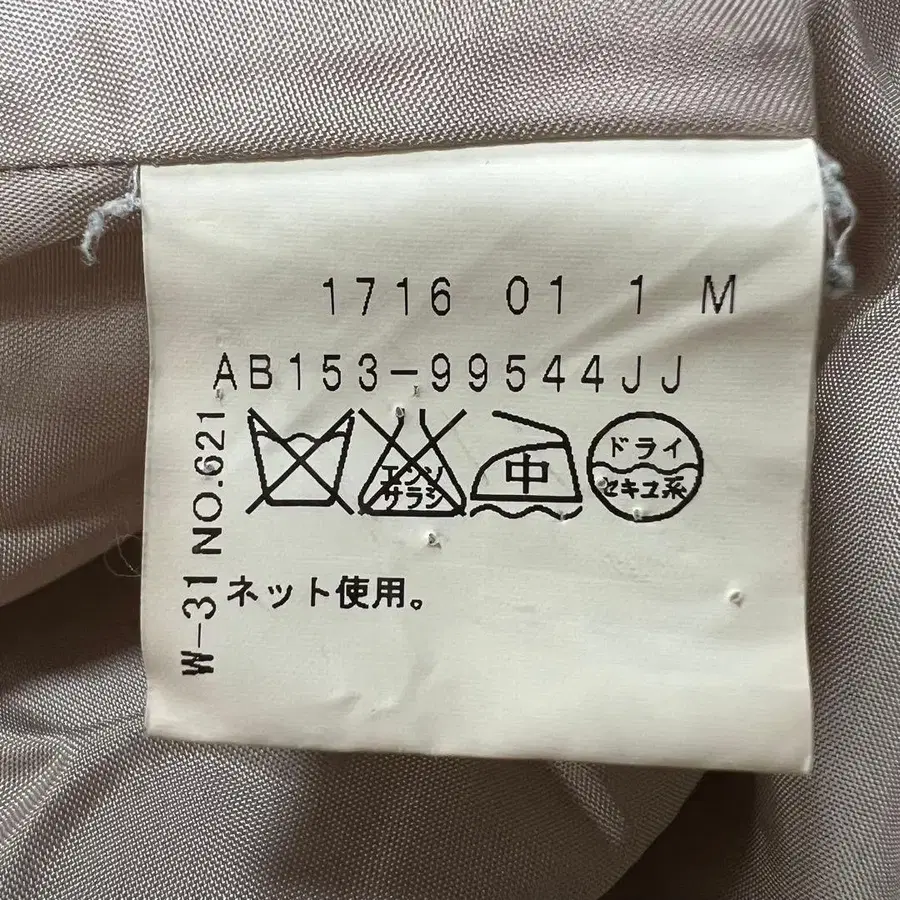 1716 01 1 M
AB153-99544JJ
エンソ
サラシ
中
ドライ
セキユ系
ネット使用。
W-31 NO.621